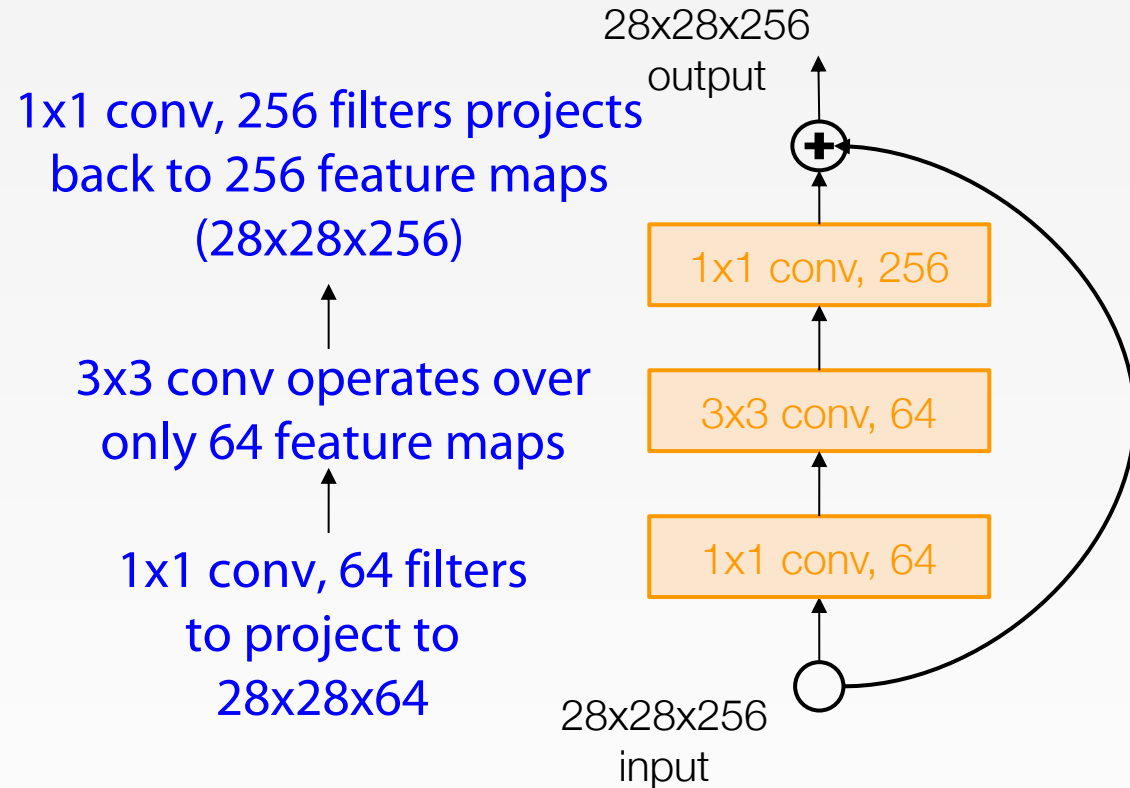 28x28x256
output
1x1 conv, 256 filters projects
back to 256 feature maps
(28x28x256)
3x3 conv operates over
only 64 feature maps
1x1 conv, 64 filters
to project to
28x28x64
1x1 conv, 256
3x3 conv, 64
1x1 conv, 64
28x28x256
input